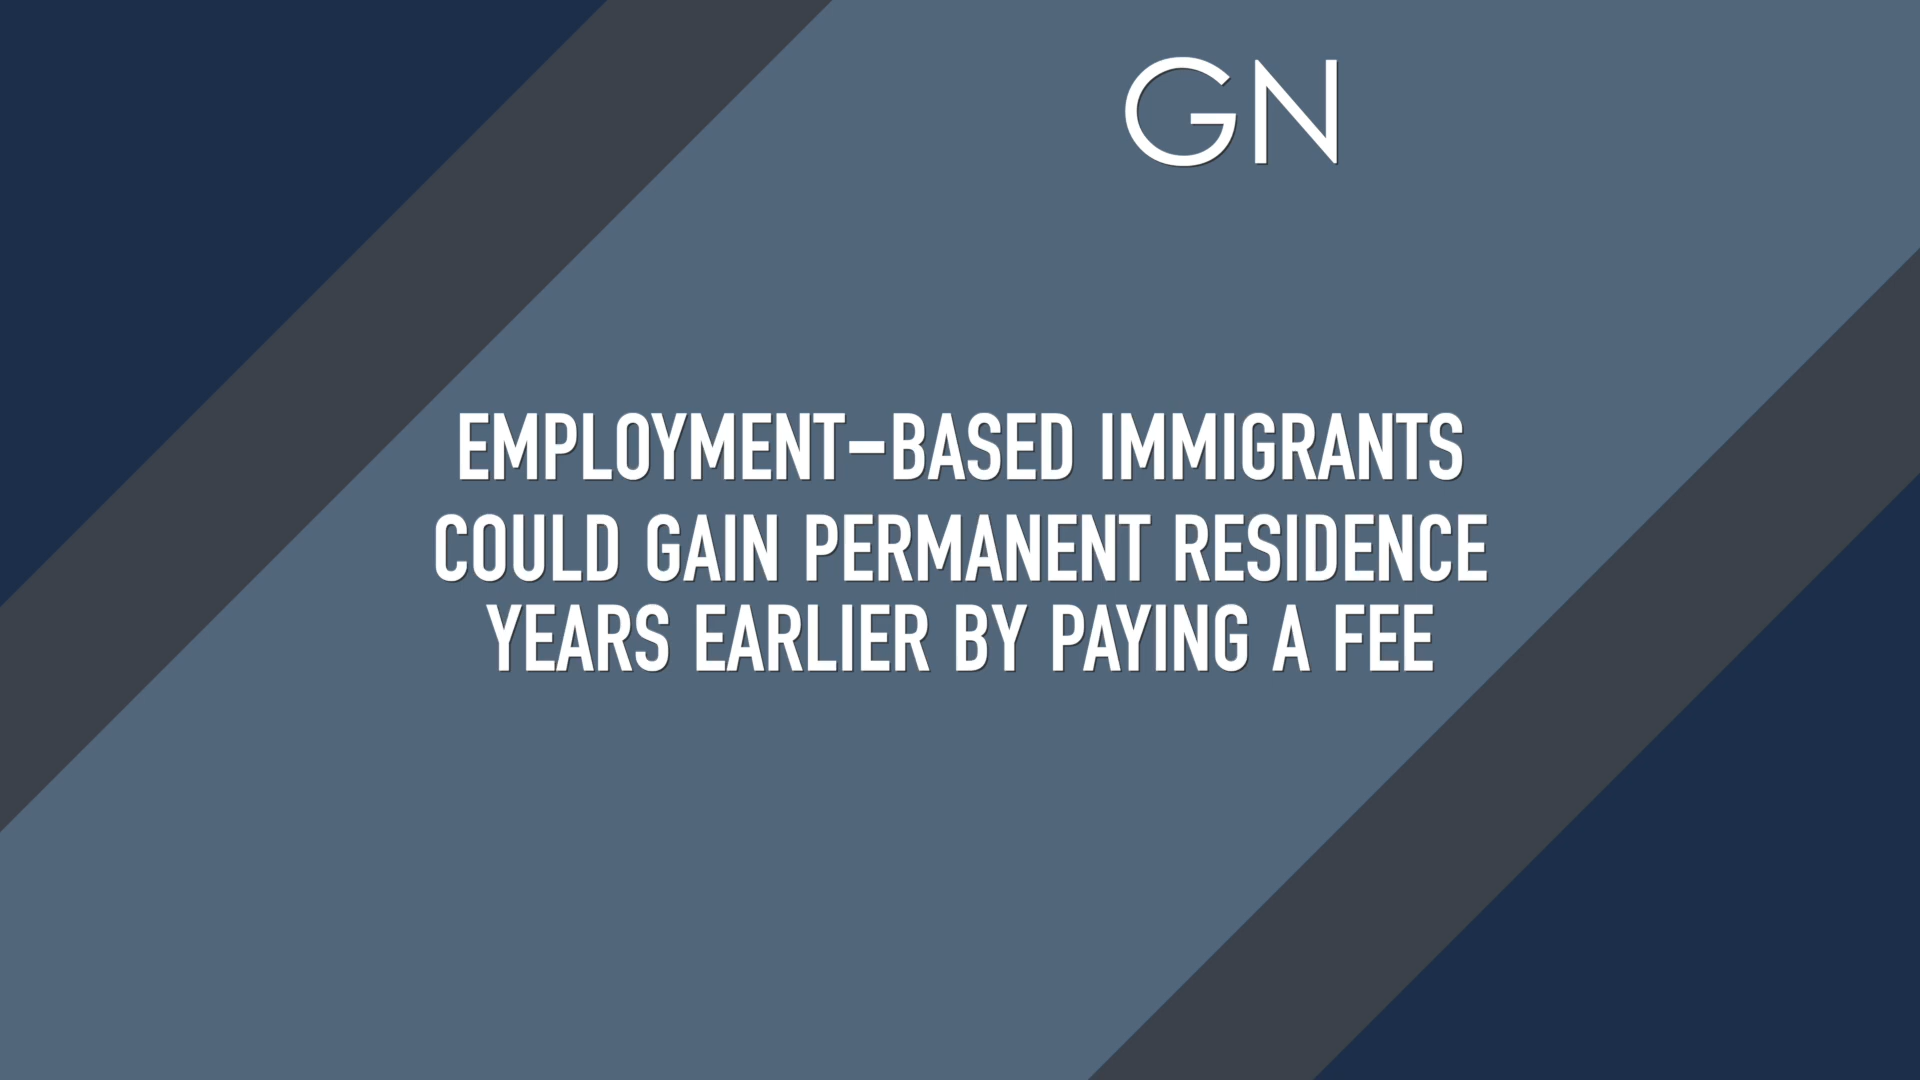 GN
EMPLOYMENT-BASED IMMIGRANTS
COULD GAIN PERMANENT RESIDENCE
YEARS EARLIER BY PAYING A FEE